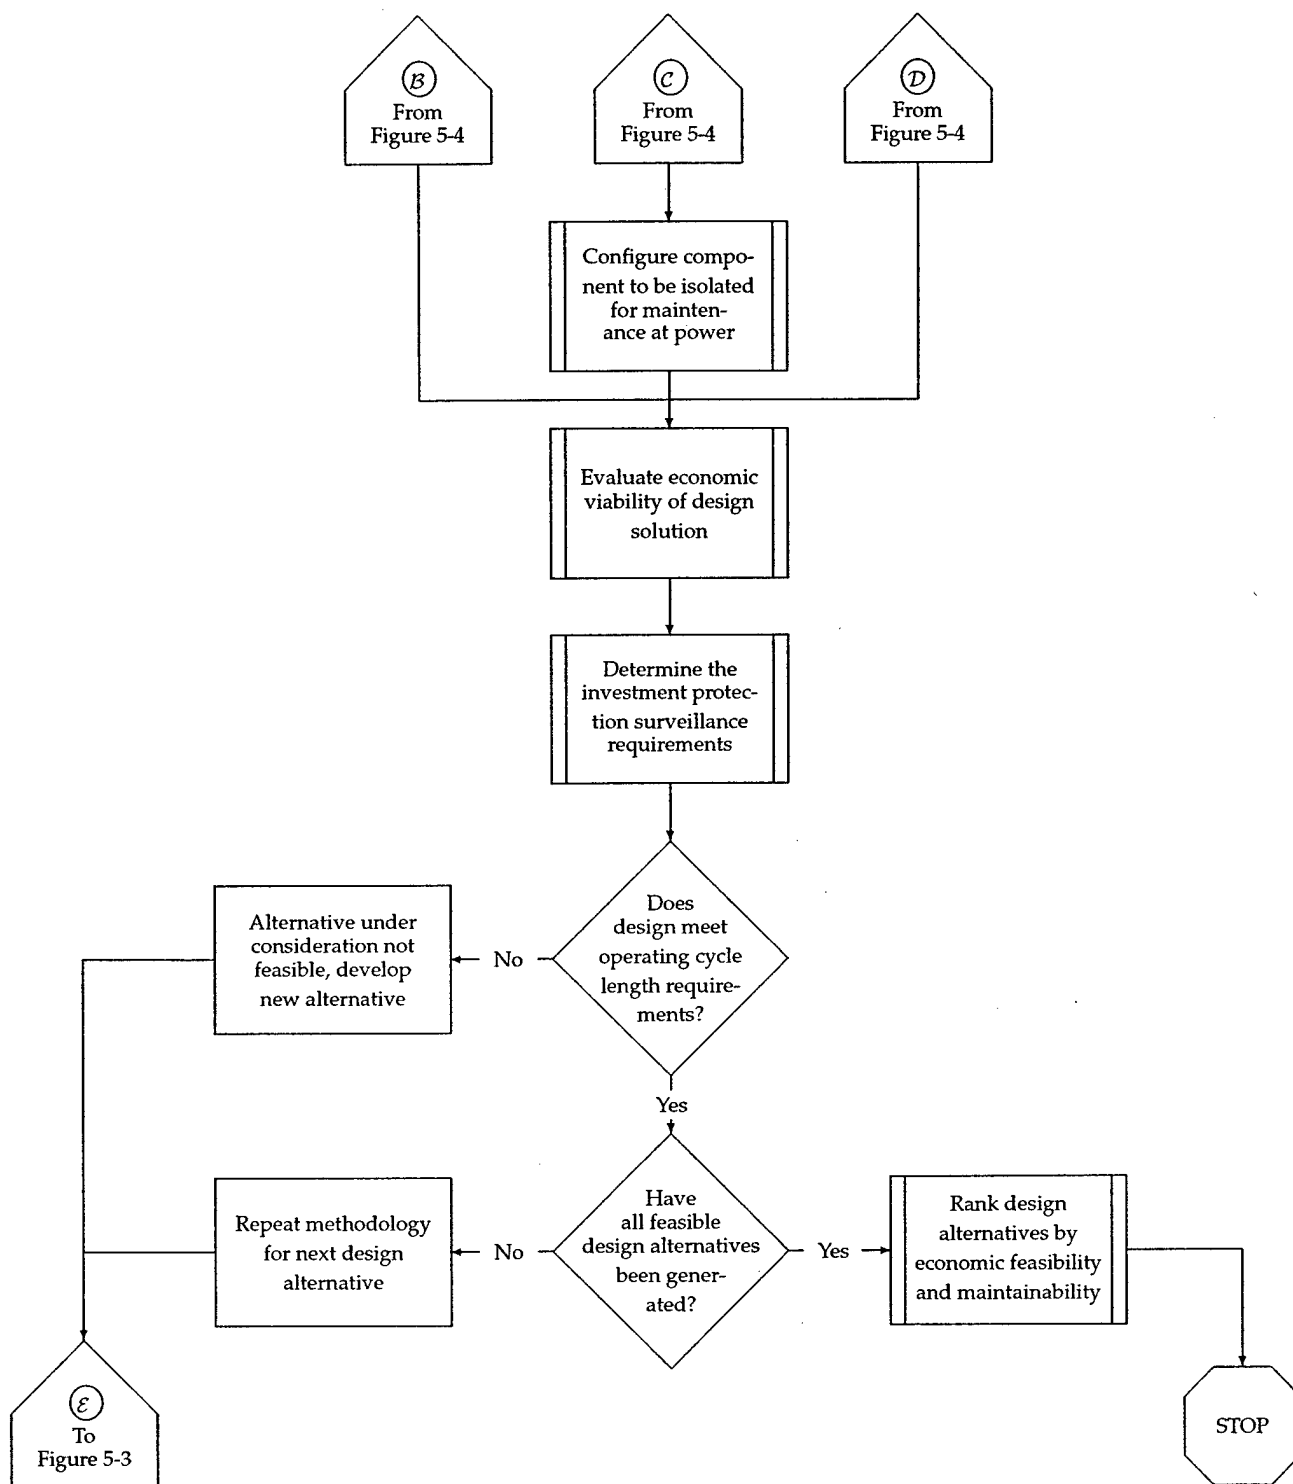 B
From
Figure 5-4
C
From
Figure 5-4
D
From
Figure 5-4
Configure compo-
nent to be isolated
for mainten-
ance at power
Evaluate economic
viability of design
solution
Determine the
investment protec-
tion surveillance
requirements
Does
design meet
operating cycle
length require-
ments?
No
Alternative under
consideration not
feasible, develop
new alternative
Yes
Have
all feasible
design alternatives
been gener-
ated?
No
Repeat methodology
for next design
alternative
Yes
Rank design
alternatives by
economic feasibility
and maintainability
E
To
Figure 5-3
STOP